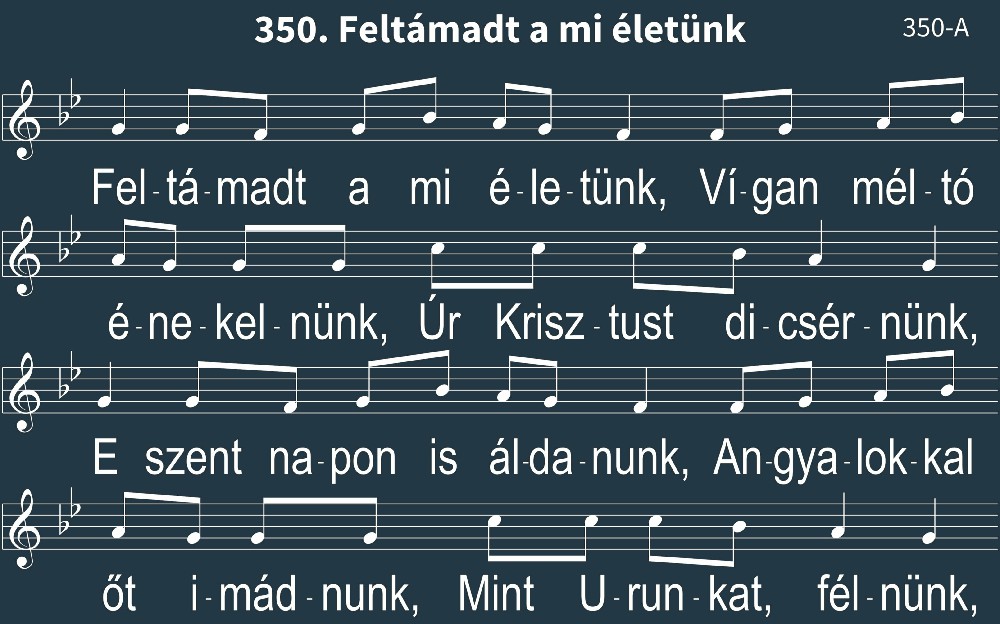 350. Feltámadt a mi életünk
350-A
Fel-tá-madt a mi é-le-tünk, Ví-gan mél-tó
é-ne-kel-nünk, Úr Krisz-tust di-csér-nünk,
E szent na-pon is ál-da-nunk, An-gya-lok-kal
őt i-mád-nunk, Mint U-run-kat, fél-nünk,